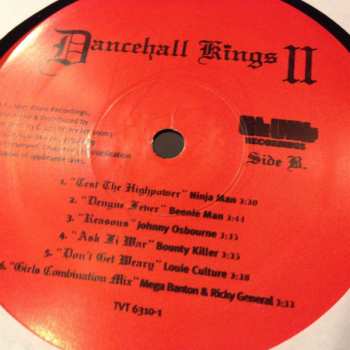 Dancehall Kings II
Recordings,
RECORDINGS
Side B.
1. "Test The Highpower" Ninja Man 3:30
2. "Dengue Fever" Beenie Man 3:41
3. "Reasons" Johnny Osbourne 3:33
4. "Ask Fi War" Bounty Killer 3:33
5. "Don't Get Weary" Louie Culture 3:38
6. "Girls Combination Mix" Mega Banton & Ricky General 3:33
TVT 6310-1